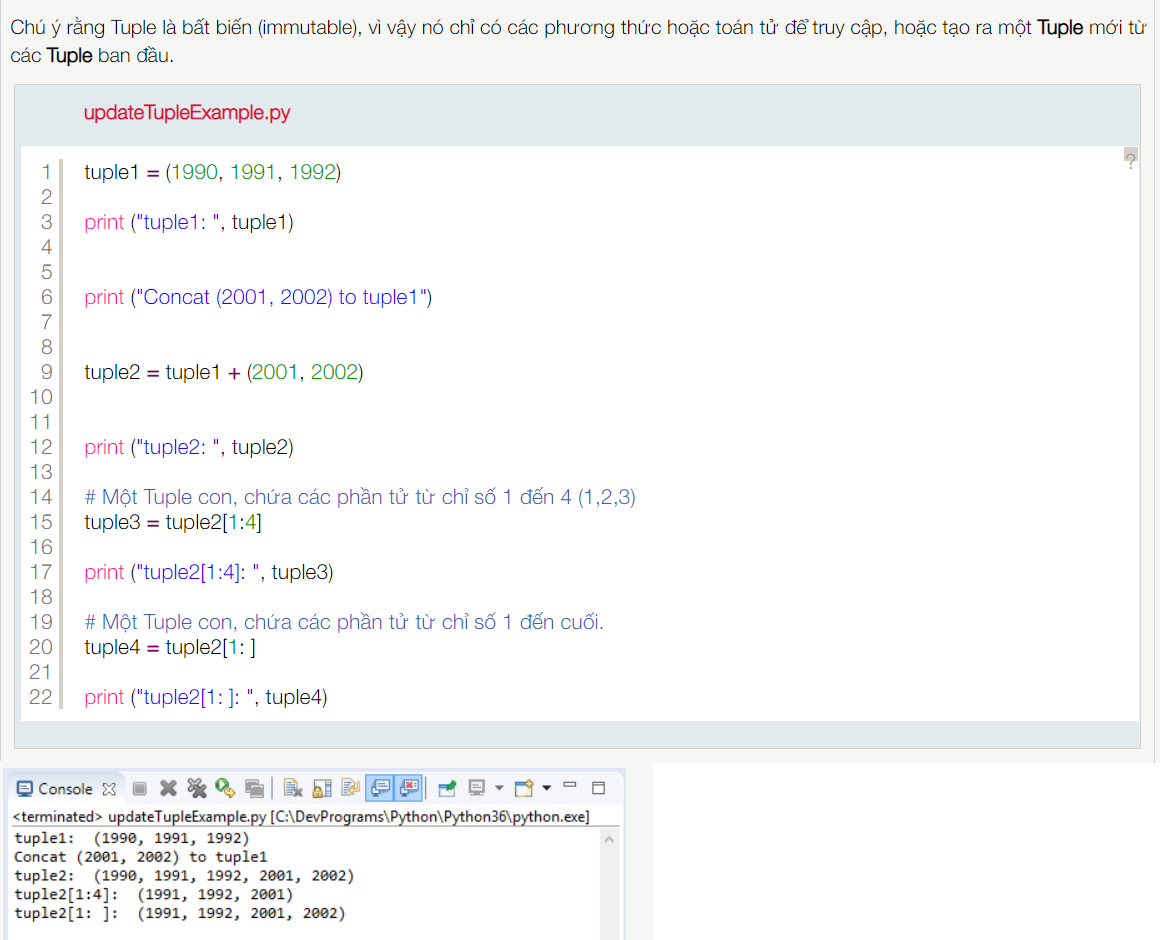 Chú ý rằng Tuple là bất biến (immutable), vì vậy nó chỉ có các phương thức hoặc toán tử để truy cập, hoặc tạo ra một Tuple mới từ
các Tuple ban đầu.
updateTupleExample.py
?
1 tuple1 = (1990, 1991, 1992)
2
3 print ("tuple1: ", tuple1)
4
5
6 print ("Concat (2001, 2002) to tuple1")
7
8
9 tuple2 = tuple1 + (2001, 2002)
10
11
12 print ("tuple2: ", tuple2)
13
14 # Một Tuple con, chứa các phần tử từ chỉ số 1 đến 4 (1,2,3)
15 tuple3 = tuple2[1:4]
16
17 print ("tuple2[1:4]: ", tuple3)
18
19 # Một Tuple con, chứa các phần tử từ chỉ số 1 đến cuối.
20 tuple4 = tuple2[1: ]
21
22 print ("tuple2[1: ]: ", tuple4)
Console
<terminated> updateTupleExample.py [C:\DevPrograms\Python\Python36\python.exe]
tuple1:  (1990, 1991, 1992)
Concat (2001, 2002) to tuple1
tuple2:  (1990, 1991, 1992, 2001, 2002)
tuple2[1:4]:  (1991, 1992, 2001)
tuple2[1: ]:  (1991, 1992, 2001, 2002)